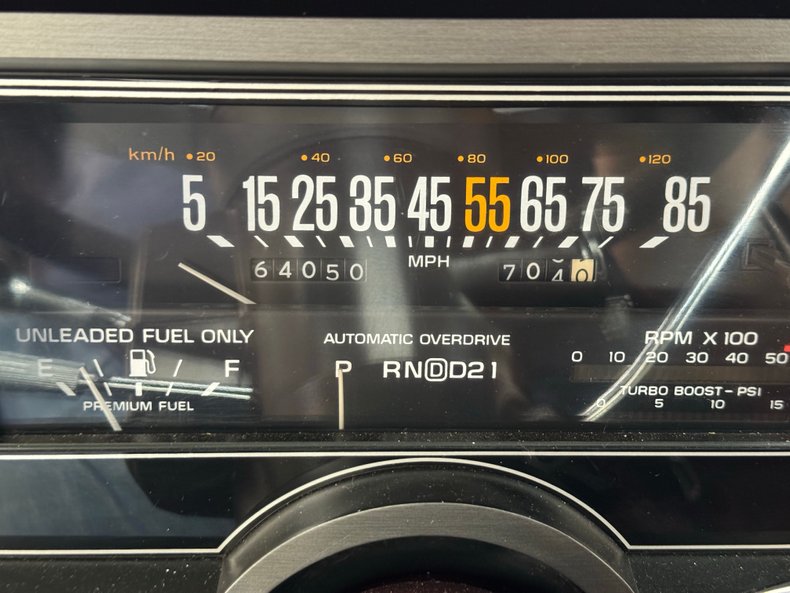 km/h 20 40 60 80 100 120
5 15 25 35 45 55 65 75 85
MPH
64050
UNLEADED FUEL ONLY
E F
PREMIUM FUEL
AUTOMATIC OVERDRIVE
P RNDD21
RPM X 100
0 10 20 30 40 50
TURBO BOOST-PSI
0 5 10 15